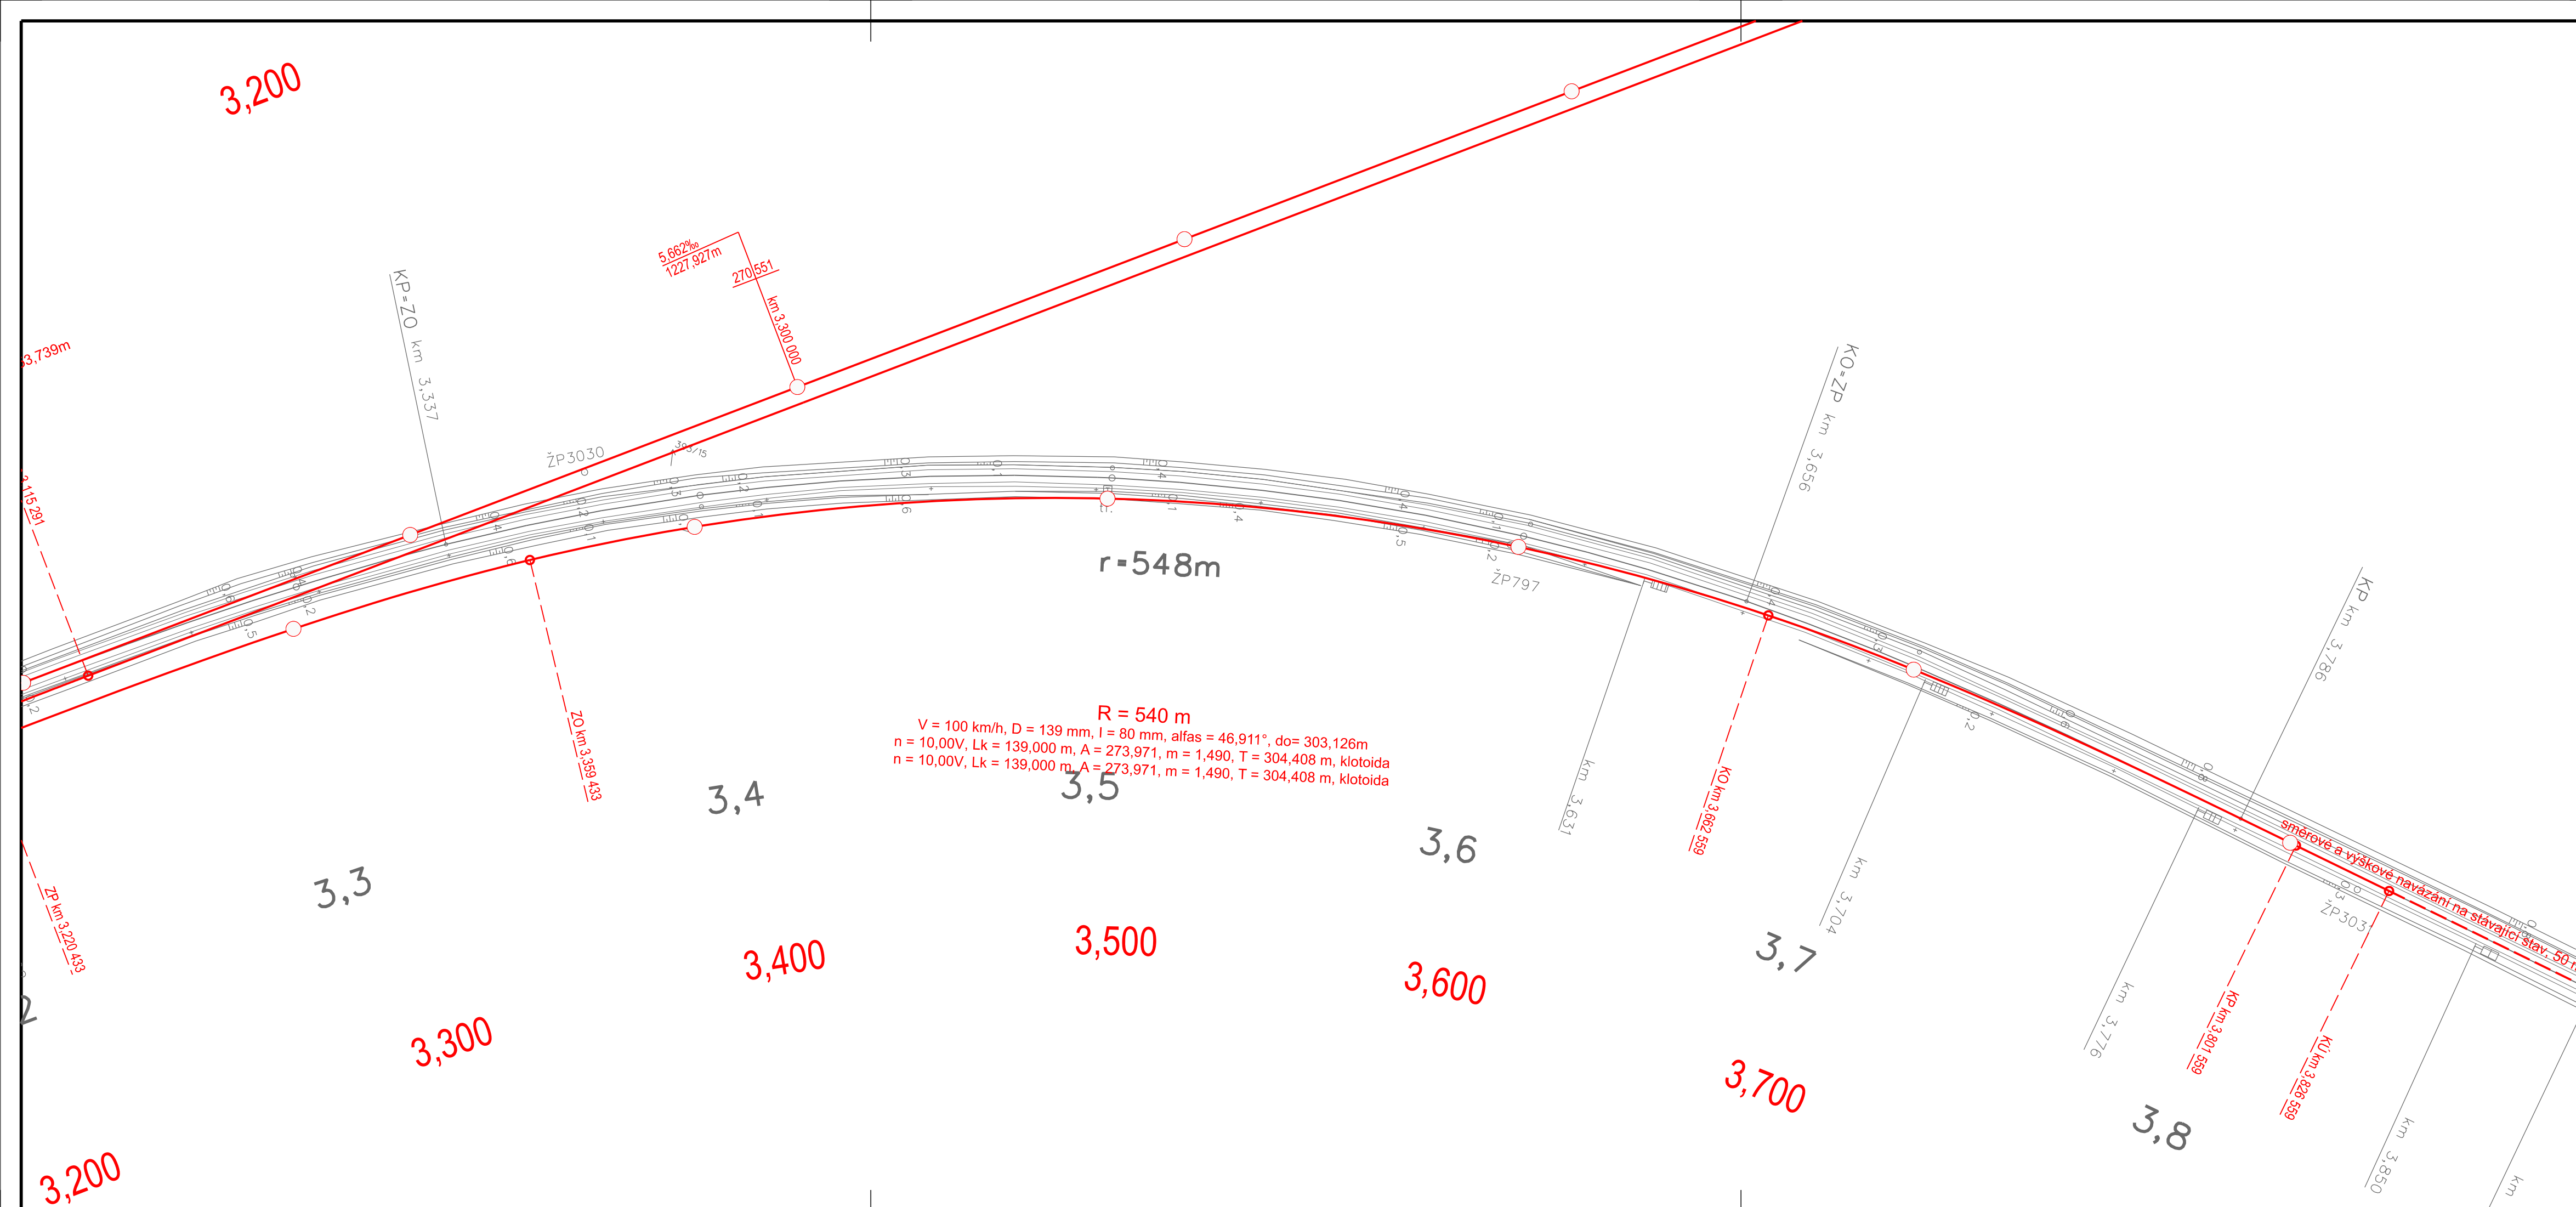 3,200
5,662‰
1227,927m
270,551
km 3,300 000
KP=ZO km 3,337
3,739m
115 291
ŽP3030
395/15
KO=ZP km 3,656
r=548m
ŽP797
KP km 3,786
R = 540 m
V = 100 km/h, D = 139 mm, I = 80 mm, alfas = 46,911°, do= 303,126m
n = 10,00V, Lk = 139,000 m, A = 273,971, m = 1,490, T = 304,408 m, klotoida
n = 10,00V, Lk = 139,000 m, A = 273,971, m = 1,490, T = 304,408 m, klotoida
ZO km 3,359 433
ZP km 3,220 433
km 3,631
KO km 3,662 559
km 3,704
směrové a výškové navázání na stávající stav, 50
ŽP303
km 3,776
KP km 3,801 559
KÚ km 3,826 559
km 3,850
km
2
3,3
3,4
3,5
3,6
3,7
3,8
3,200
3,300
3,400
3,500
3,600
3,700